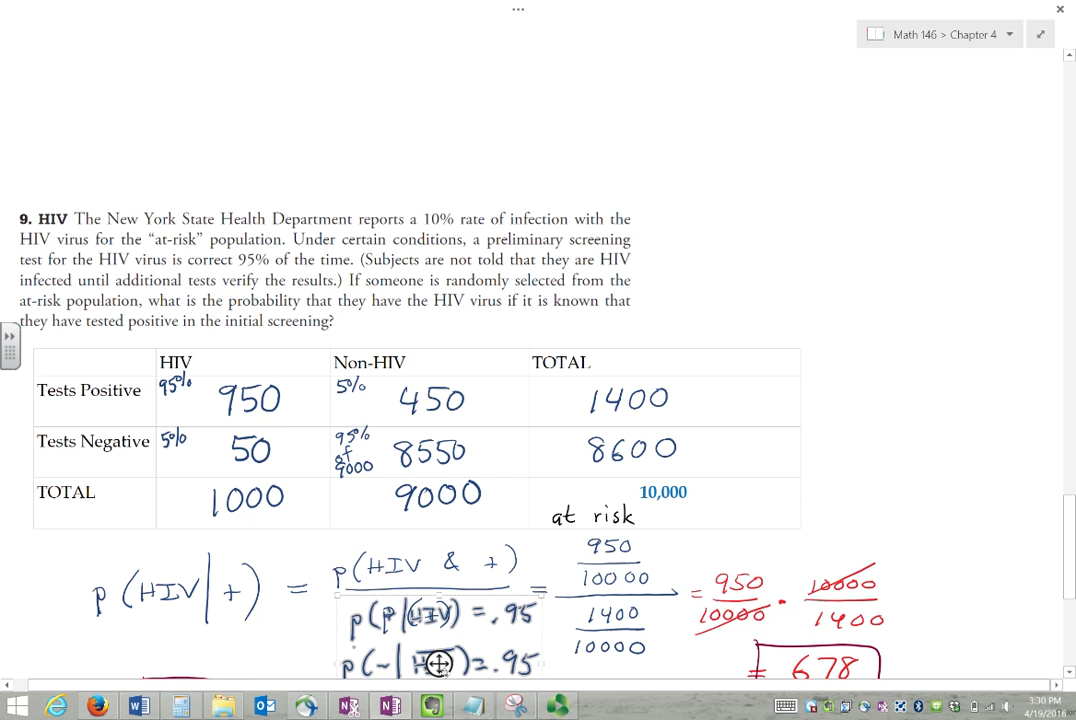 Math 146 > Chapter 4
9. HIV The New York State Health Department reports a 10% rate of infection with the
HIV virus for the “at-risk” population. Under certain conditions, a preliminary screening
test for the HIV virus is correct 95% of the time. (Subjects are not told that they are HIV
infected until additional tests verify the results.) If someone is randomly selected from the
at-risk population, what is the probability that they have the HIV virus if it is known that
they have tested positive in the initial screening?
HIV Non-HIV TOTAL
Tests Positive 95% 950 5% 450 1400
Tests Negative 5% 50 95% of 9000 8550 8600
TOTAL 1000 9000 10,000
at risk
p(HIV|+) = p(HIV & +) = 950/10000 / 1400/10000 = 950/10000 · 10000/1400
p(P|HIV) = .95
p(-| = .95
= 678
3:30 PM
4/19/2016